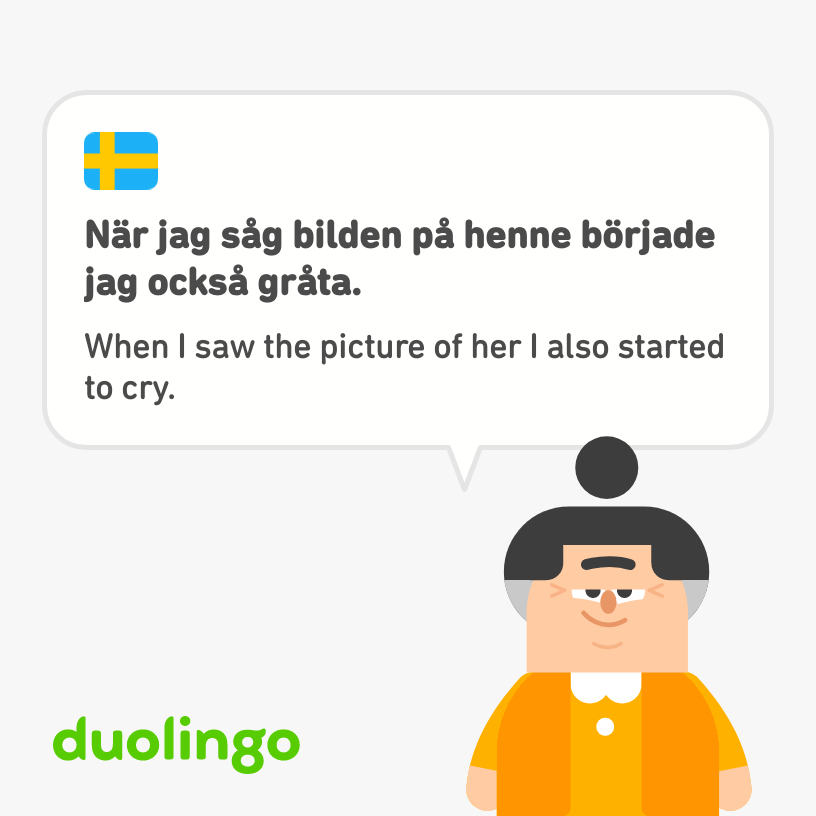 När jag såg bilden på henne började
jag också gråta.
When I saw the picture of her I also started
to cry.
duolingo